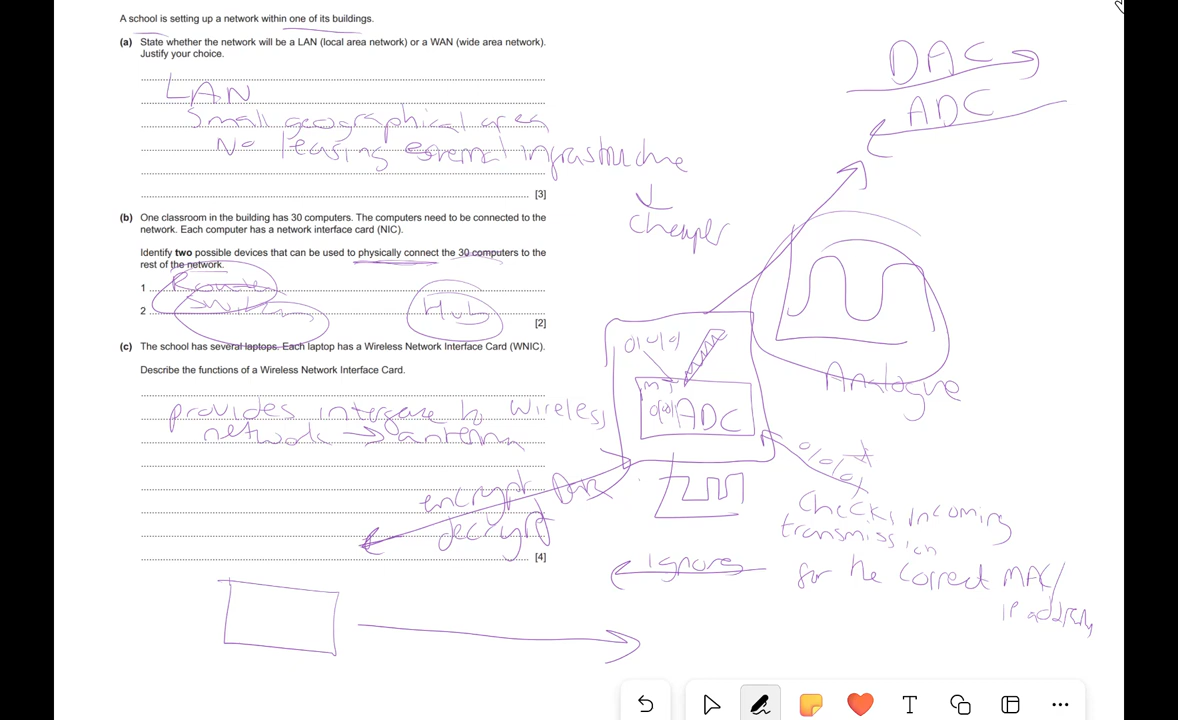 A school is setting up a network within one of its buildings.
(a) State whether the network will be a LAN (local area network) or a WAN (wide area network).
Justify your choice.
LAN
Small geographical area
No leasing external infrastructure
cheaper
[3]
(b) One classroom in the building has 30 computers. The computers need to be connected to the
network. Each computer has a network interface card (NIC).
Identify two possible devices that can be used to physically connect the 30 computers to the
rest of the network.
1
2 Switch
Hub
[2]
(c) The school has several laptops. Each laptop has a Wireless Network Interface Card (WNIC).
Describe the functions of a Wireless Network Interface Card.
provides interface to wireless
network → antenna
encrypt
decrypt
[4]
DAC
ADC
Analogue
ADC
Checks incoming
transmission
for the correct MAC/
IP address
Ignore